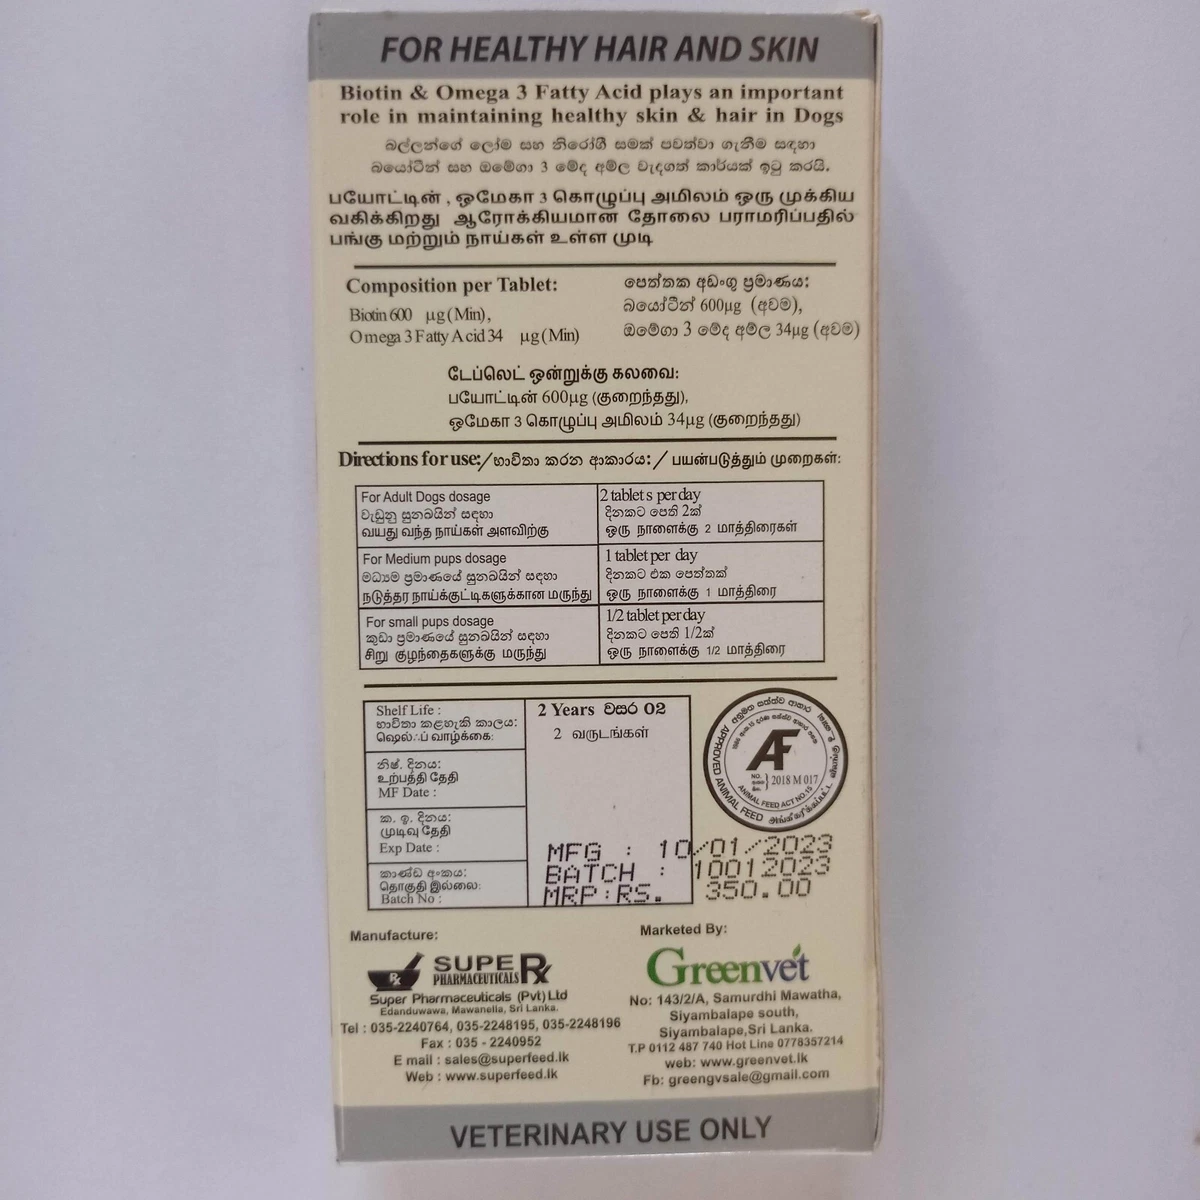 FOR HEALTHY HAIR AND SKIN
Biotin & Omega 3 Fatty Acid plays an important
role in maintaining healthy skin & hair in Dogs
බල්ලන්ගේ ලෝම සහ නිරෝගී සමක් පවත්වා ගැනීම සඳහා
බයෝටීන් සහ ඔමේගා 3 මේද අම්ල වැදගත් කාර්යක් ඉටු කරයි.
பயோட்டின் , ஒமேகா 3 கொழுப்பு அமிலம் ஒரு முக்கிய
வகிக்கிறது ஆரோக்கியமான தோலை பராமரிப்பதில்
பங்கு மற்றும் நாய்கள் உள்ள முடி
Composition per Tablet:
Biotin 600 µg (Min),
Omega 3 Fatty Acid 34 µg (Min)
පෙත්තක අඩංගු ප්‍රමාණය:
බයෝටීන් 600µg (අවම),
ඔමේගා 3 මේද අම්ල 34µg (අවම)
டேப்லெட் ஒன்றுக்கு கலவை:
பயோட்டின் 600µg (குறைந்தது),
ஒமேகா 3 கொழுப்பு அமிலம் 34µg (குறைந்தது)
Directions for use:/භාවිතා කරන ආකාරය:/ பயன்படுத்தும் முறைகள்:
For Adult Dogs dosage
වැඩුනු සුනඛයින් සඳහා
வயது வந்த நாய்கள் அளவிற்கு
2 tablet s per day
දිනකට පෙති 2ක්
ஒரு நாளைக்கு 2 மாத்திரைகள்
For Medium pups dosage
මධ්‍යම ප්‍රමාණයේ සුනඛයින් සඳහා
நடுத்தர நாய்க்குட்டிகளுக்கான மருந்து
1 tablet per day
දිනකට එක පෙත්තක්
ஒரு நாளைக்கு 1 மாத்திரை
For small pups dosage
කුඩා ප්‍රමාණයේ සුනඛයින් සඳහා
சிறு குழந்தைகளுக்கு மருந்து
1/2 tablet per day
දිනකට පෙති 1/2ක්
ஒரு நாளைக்கு 1/2 மாத்திரை
Shelf Life :
භාවිතා කළහැකි කාලය:
ஷெல்ஃப் வாழ்க்கை:
2 Years වසර 02
2 வருடங்கள்
නිෂ්. දිනය:
உற்பத்தி தேதி
MF Date :
ක. ඉ. දිනය:
முடிவு தேதி
Exp Date :
කාණ්ඩ අංකය:
தொகுதி இல்லை:
Batch No :
MFG : 10/01/2023
BATCH : 10012023
MRP:RS. 350.00
AF
NO. 2018 M 017
ANIMAL FEED ACT NO.15
APPROVED ANIMAL FEED
Manufacture:
SUPER Rx
PHARMACEUTICALS
Super Pharmaceuticals (Pvt) Ltd
Edanduwawa, Mawanella, Sri Lanka.
Tel : 035-2240764, 035-2248195, 035-2248196
Fax : 035 - 2240952
E mail : sales@superfeed.lk
Web : www.superfeed.lk
Marketed By:
Greenvet
No: 143/2/A, Samurdhi Mawatha,
Siyambalape south,
Siyambalape,Sri Lanka.
T.P 0112 487 740 Hot Line 0778357214
web: www.greenvet.lk
Fb: greengvsale@gmail.com
VETERINARY USE ONLY